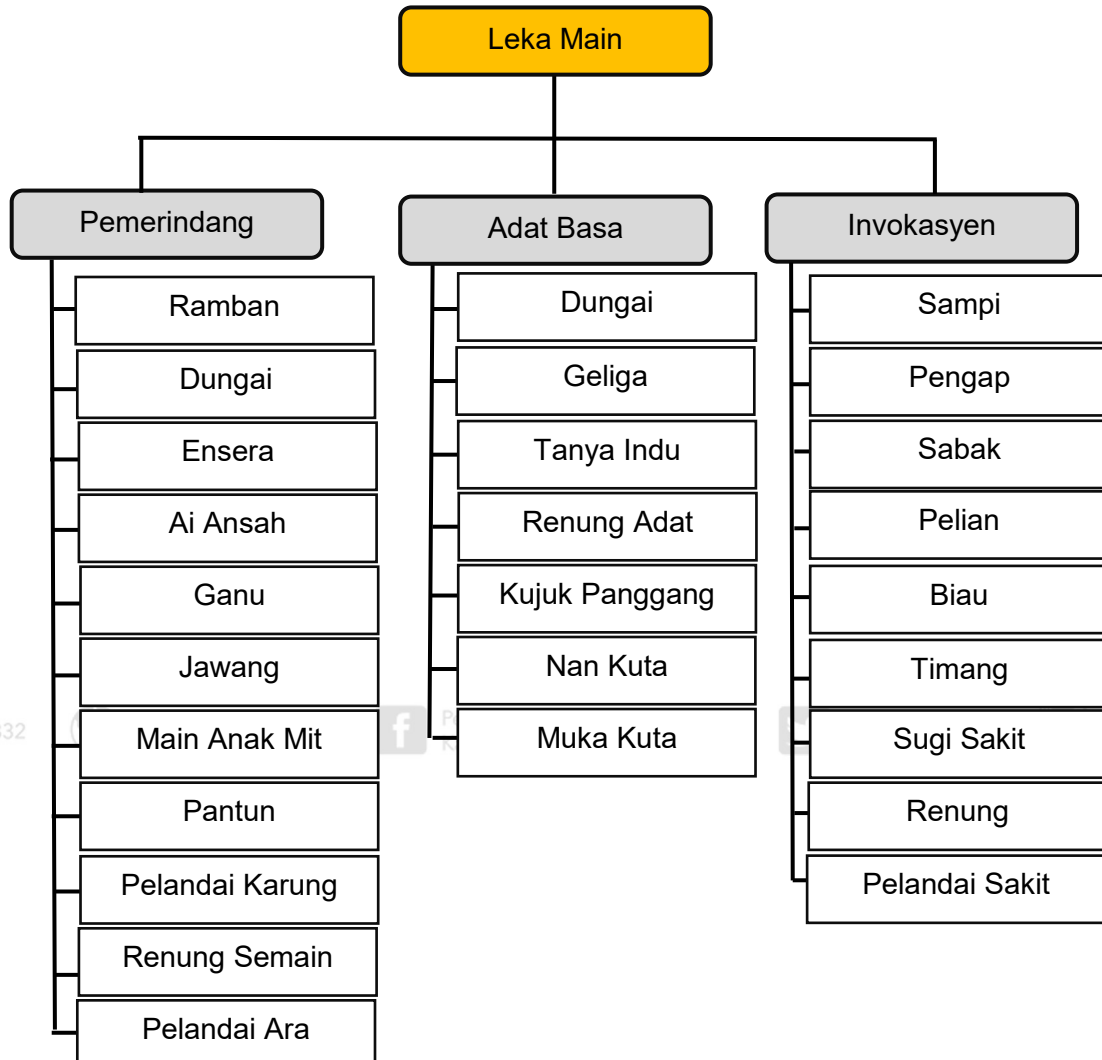 Leka Main
Pemerindang
Ramban
Dungai
Ensera
Ai Ansah
Ganu
Jawang
Main Anak Mit
Pantun
Pelandai Karung
Renung Semain
Pelandai Ara
Adat Basa
Dungai
Geliga
Tanya Indu
Renung Adat
Kujuk Panggang
Nan Kuta
Muka Kuta
Invokasyen
Sampi
Pengap
Sabak
Pelian
Biau
Timang
Sugi Sakit
Renung
Pelandai Sakit
32
f